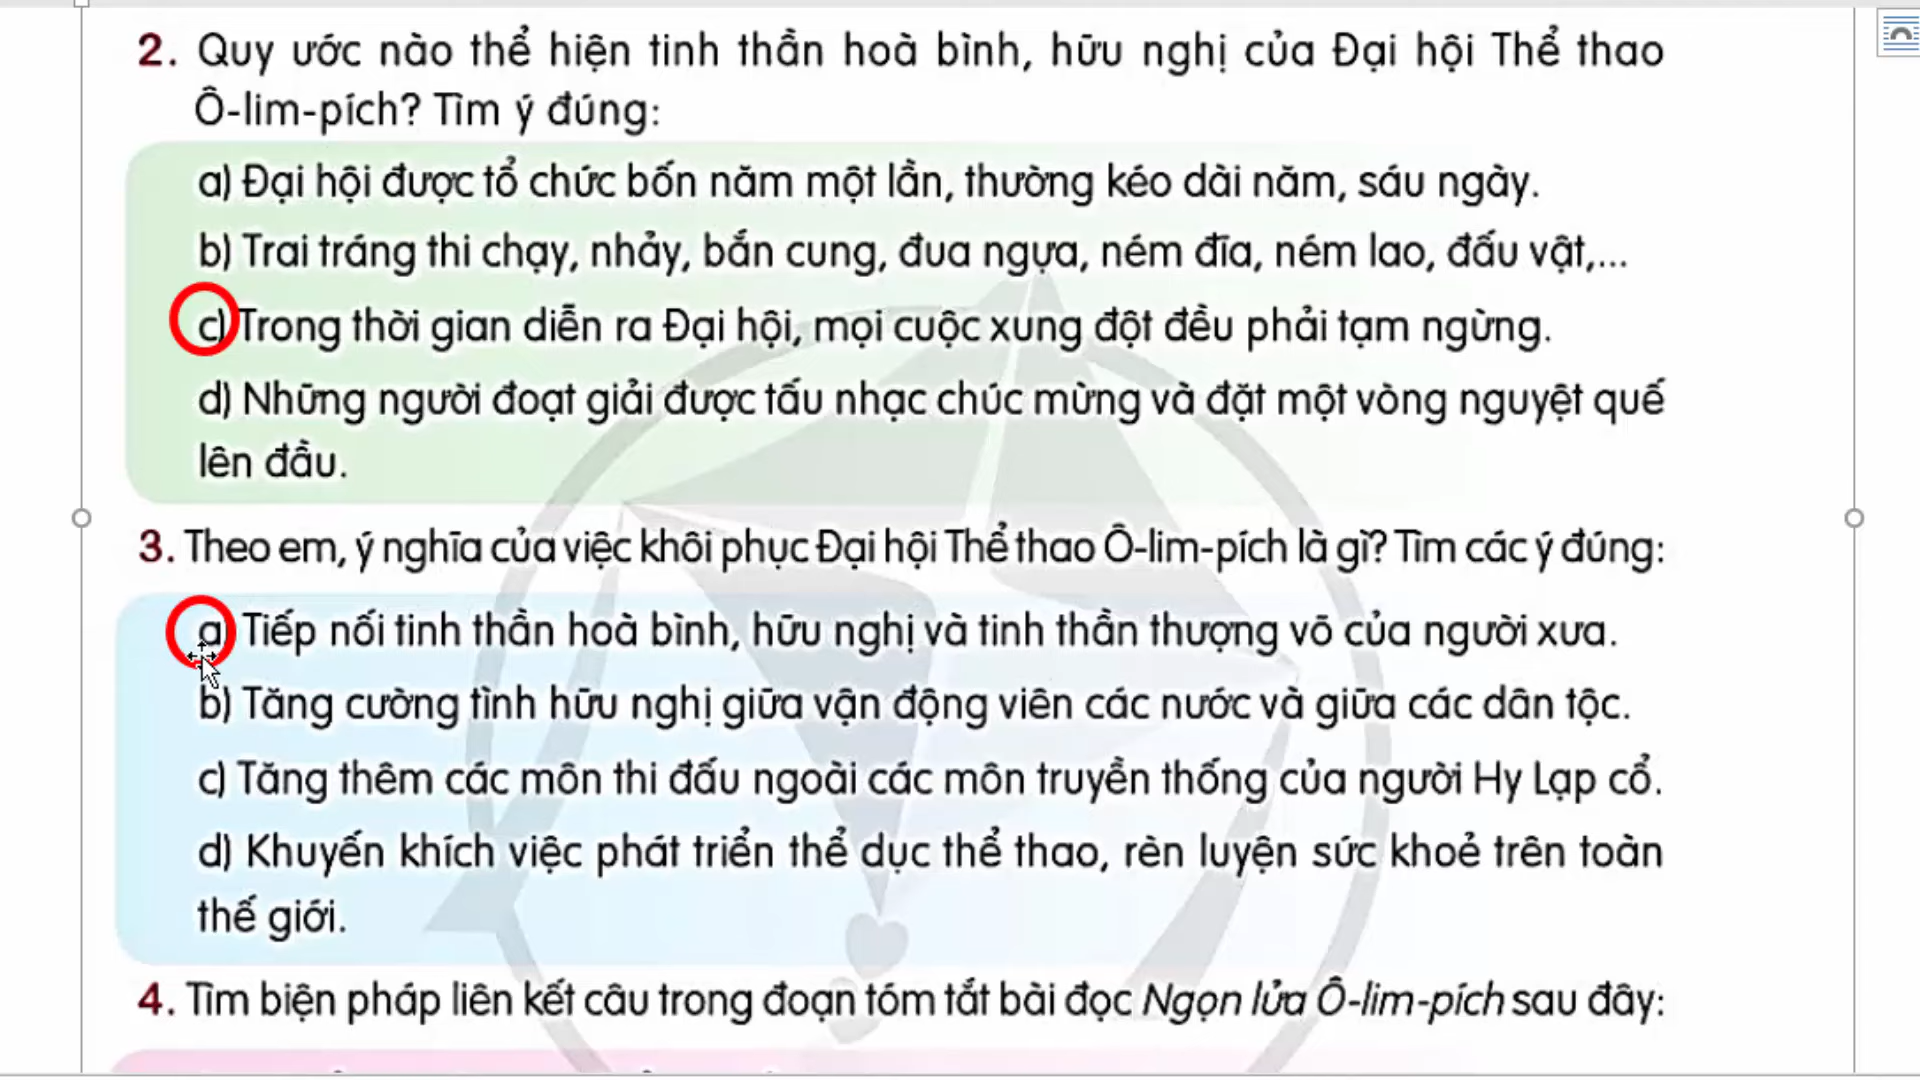 2. Quy ước nào thể hiện tinh thần hoà bình, hữu nghị của Đại hội Thể thao
Ô-lim-pích? Tìm ý đúng:
a) Đại hội được tổ chức bốn năm một lần, thường kéo dài năm, sáu ngày.
b) Trai tráng thi chạy, nhảy, bắn cung, đua ngựa, ném đĩa, ném lao, đấu vật,...
c) Trong thời gian diễn ra Đại hội, mọi cuộc xung đột đều phải tạm ngừng.
d) Những người đoạt giải được tấu nhạc chúc mừng và đặt một vòng nguyệt quế
lên đầu.
3. Theo em, ý nghĩa của việc khôi phục Đại hội Thể thao Ô-lim-pích là gì? Tìm các ý đúng:
a) Tiếp nối tinh thần hoà bình, hữu nghị và tinh thần thượng võ của người xưa.
b) Tăng cường tình hữu nghị giữa vận động viên các nước và giữa các dân tộc.
c) Tăng thêm các môn thi đấu ngoài các môn truyền thống của người Hy Lạp cổ.
d) Khuyến khích việc phát triển thể dục thể thao, rèn luyện sức khoẻ trên toàn
thế giới.
4. Tìm biện pháp liên kết câu trong đoạn tóm tắt bài đọc Ngọn lửa Ô-lim-pích sau đây: